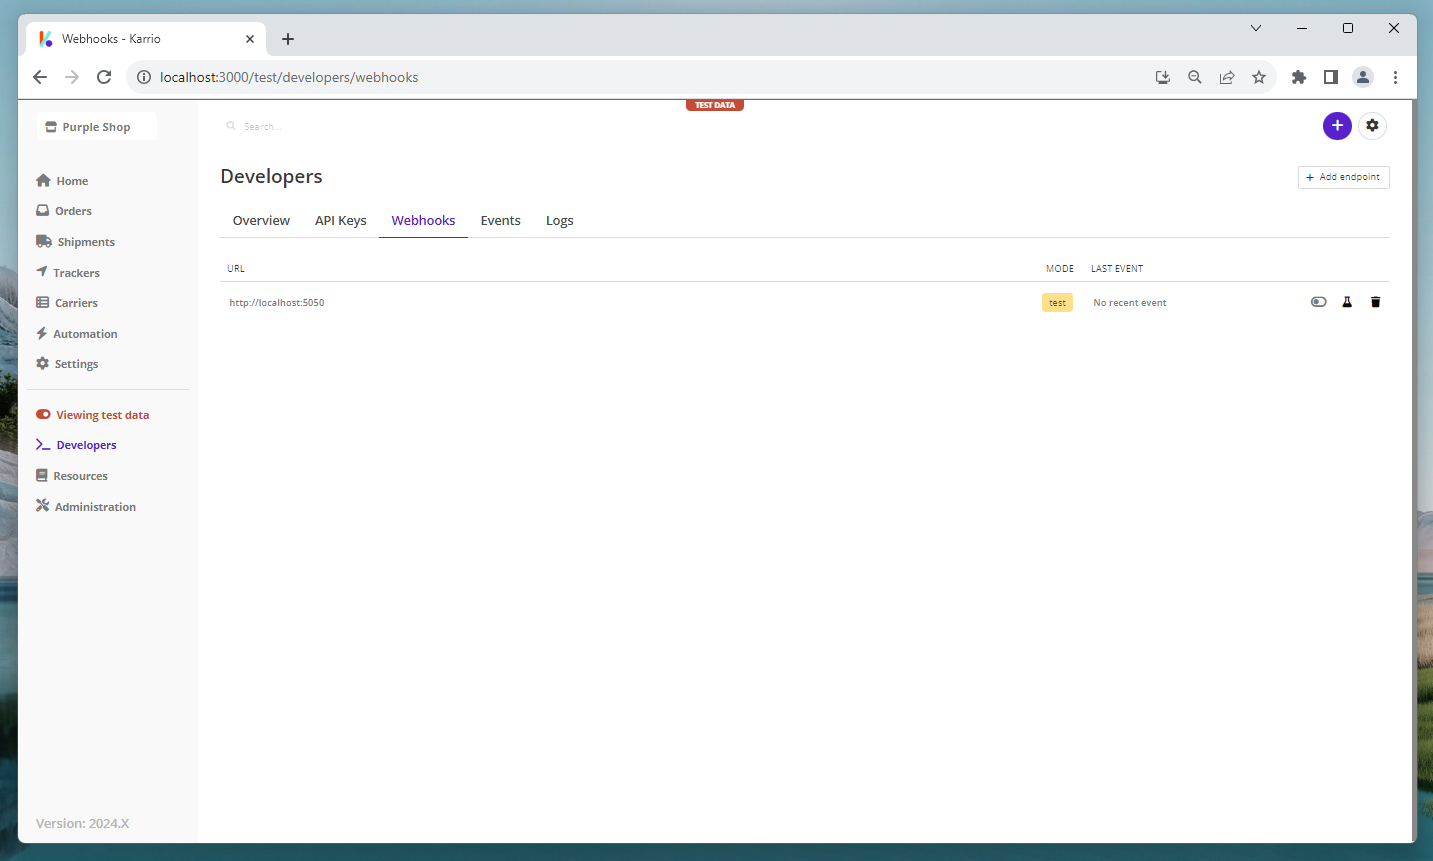 Webhooks - Karrio
localhost:3000/test/developers/webhooks
TEST DATA
Purple Shop
Search...
Home
Orders
Shipments
Trackers
Carriers
Automation
Settings
Viewing test data
Developers
Resources
Administration
Version: 2024.X
Developers
Add endpoint
Overview API Keys Webhooks Events Logs
URL MODE LAST EVENT
http://localhost:5050 test No recent event